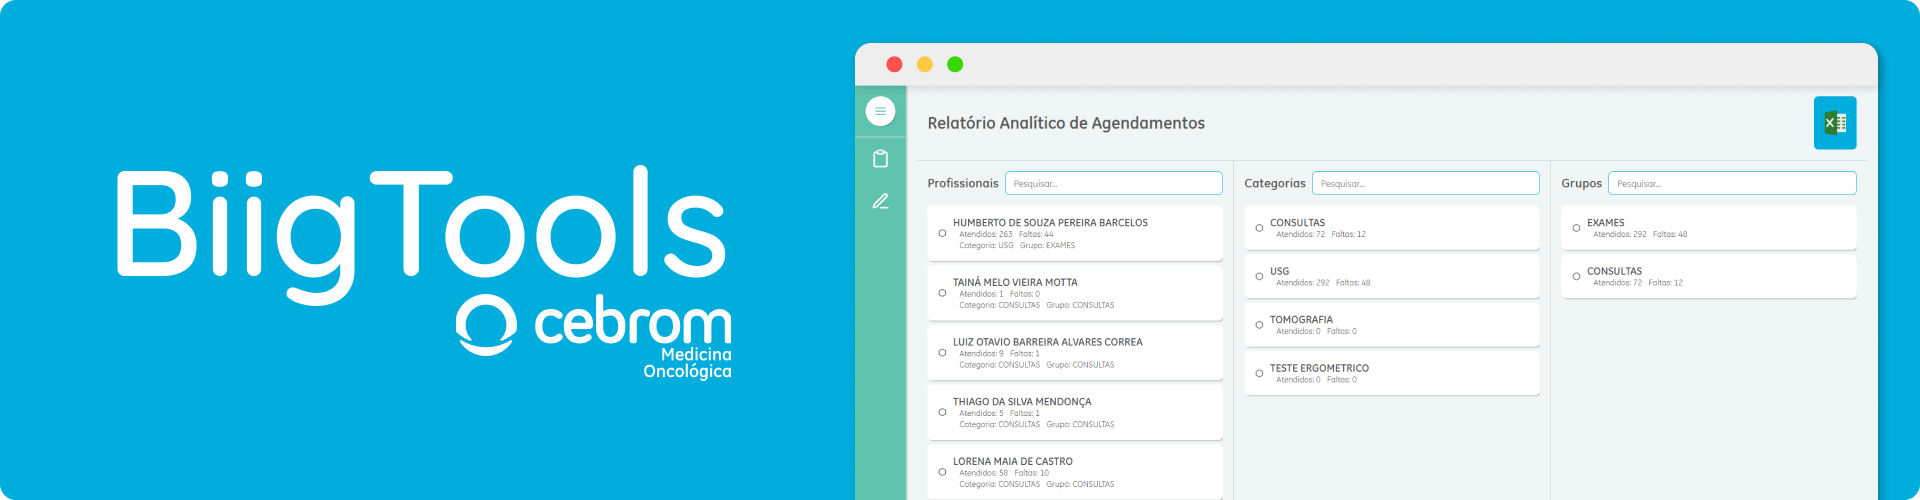 BiigTools
cebrom
Medicina
Oncológica
Relatório Analítico de Agendamentos
Profissionais Pesquisar...
HUMBERTO DE SOUZA PEREIRA BARCELOS
Atendidos: 263 Faltas: 44
Categoria: USG Grupo: EXAMES
TAINÁ MELO VIEIRA MOTTA
Atendidos: 1 Faltas: 0
Categoria: CONSULTAS Grupo: CONSULTAS
LUIZ OTAVIO BARREIRA ALVARES CORREA
Atendidos: 9 Faltas: 1
Categoria: CONSULTAS Grupo: CONSULTAS
THIAGO DA SILVA MENDONÇA
Atendidos: 5 Faltas: 1
Categoria: CONSULTAS Grupo: CONSULTAS
LORENA MAIA DE CASTRO
Atendidos: 58 Faltas: 10
Categoria: CONSULTAS Grupo: CONSULTAS
Categorias Pesquisar...
CONSULTAS
Atendidos: 72 Faltas: 12
USG
Atendidos: 292 Faltas: 48
TOMOGRAFIA
Atendidos: 0 Faltas: 0
TESTE ERGOMETRICO
Atendidos: 0 Faltas: 0
Grupos Pesquisar...
EXAMES
Atendidos: 292 Faltas: 48
CONSULTAS
Atendidos: 72 Faltas: 12